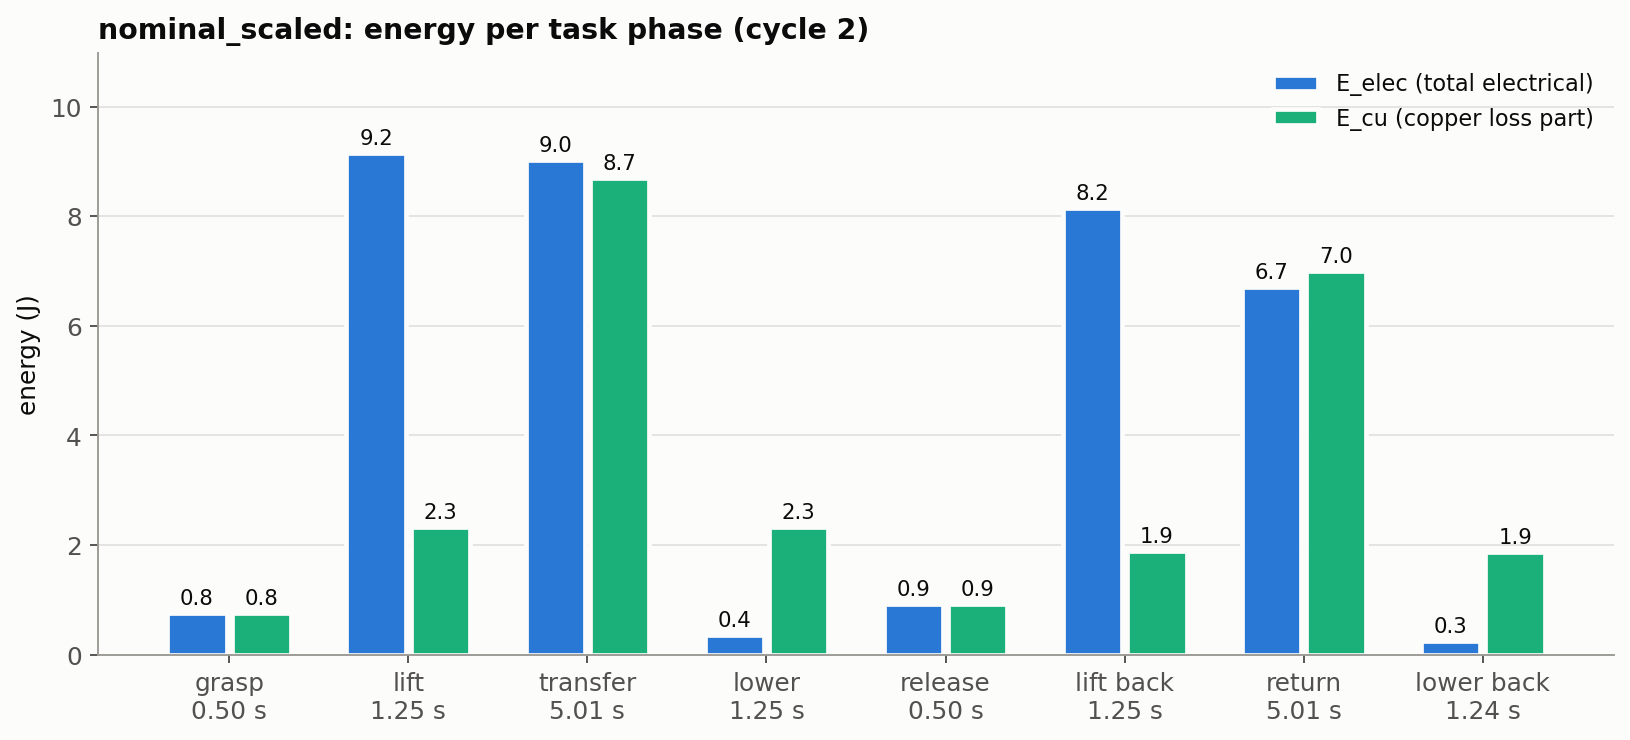 nominal_scaled: energy per task phase (cycle 2)
E_elec (total electrical)
E_cu (copper loss part)
energy (J)
10
8
6
4
2
0
0.8 0.8
9.2 2.3
9.0 8.7
0.4 2.3
0.9 0.9
8.2 1.9
6.7 7.0
0.3 1.9
grasp lift transfer lower release lift back return lower back
0.50 s 1.25 s 5.01 s 1.25 s 0.50 s 1.25 s 5.01 s 1.24 s